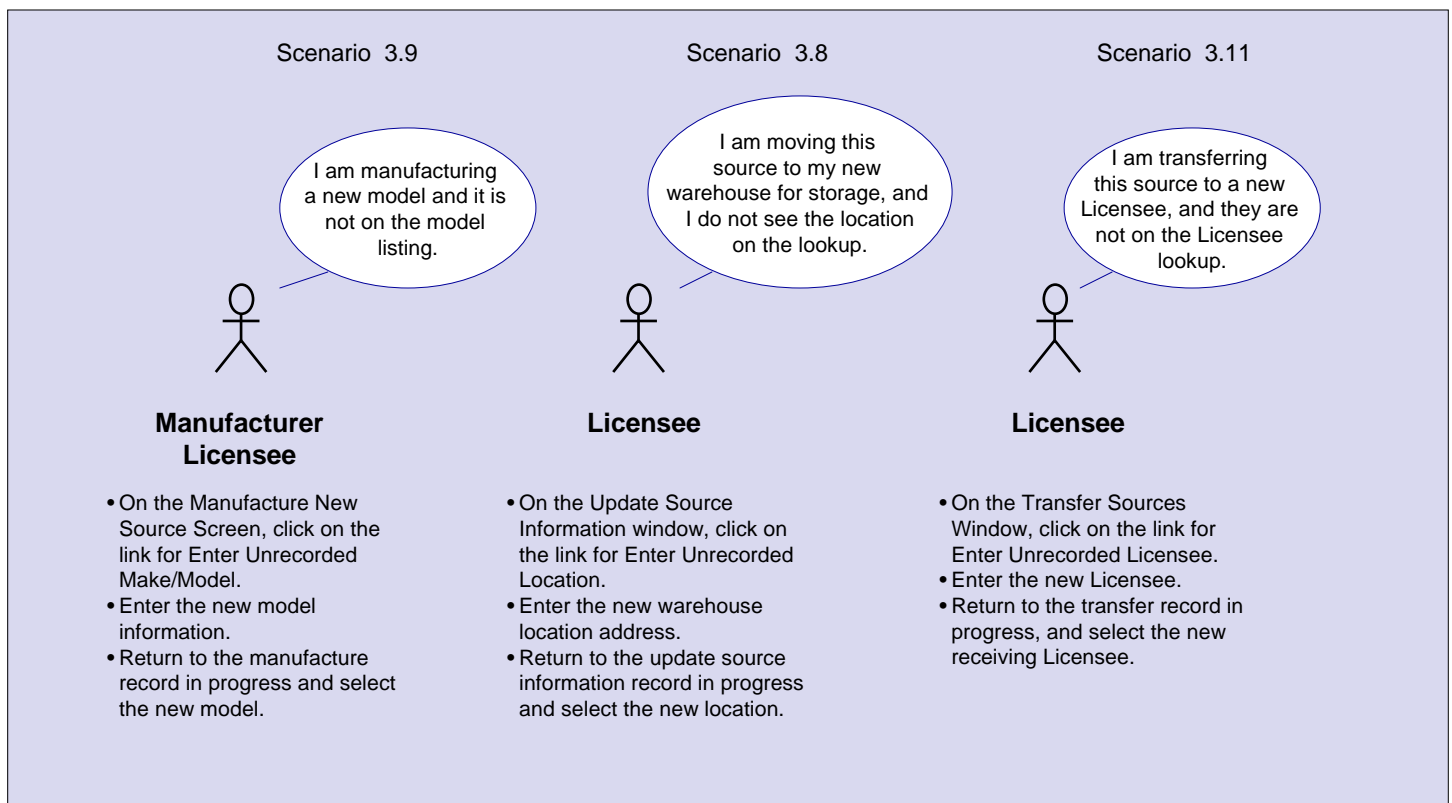 Scenario 3.9
I am manufacturing
a new model and it is
not on the model
listing.
Manufacturer
Licensee
• On the Manufacture New
Source Screen, click on the
link for Enter Unrecorded
Make/Model.
• Enter the new model
information.
• Return to the manufacture
record in progress and select
the new model.
Scenario 3.8
I am moving this
source to my new
warehouse for storage, and
I do not see the location
on the lookup.
Licensee
• On the Update Source
Information window, click on
the link for Enter Unrecorded
Location.
• Enter the new warehouse
location address.
• Return to the update source
information record in progress
and select the new location.
Scenario 3.11
I am transferring
this source to a new
Licensee, and they are
not on the Licensee
lookup.
Licensee
• On the Transfer Sources
Window, click on the link for
Enter Unrecorded Licensee.
• Enter the new Licensee.
• Return to the transfer record in
progress, and select the new
receiving Licensee.